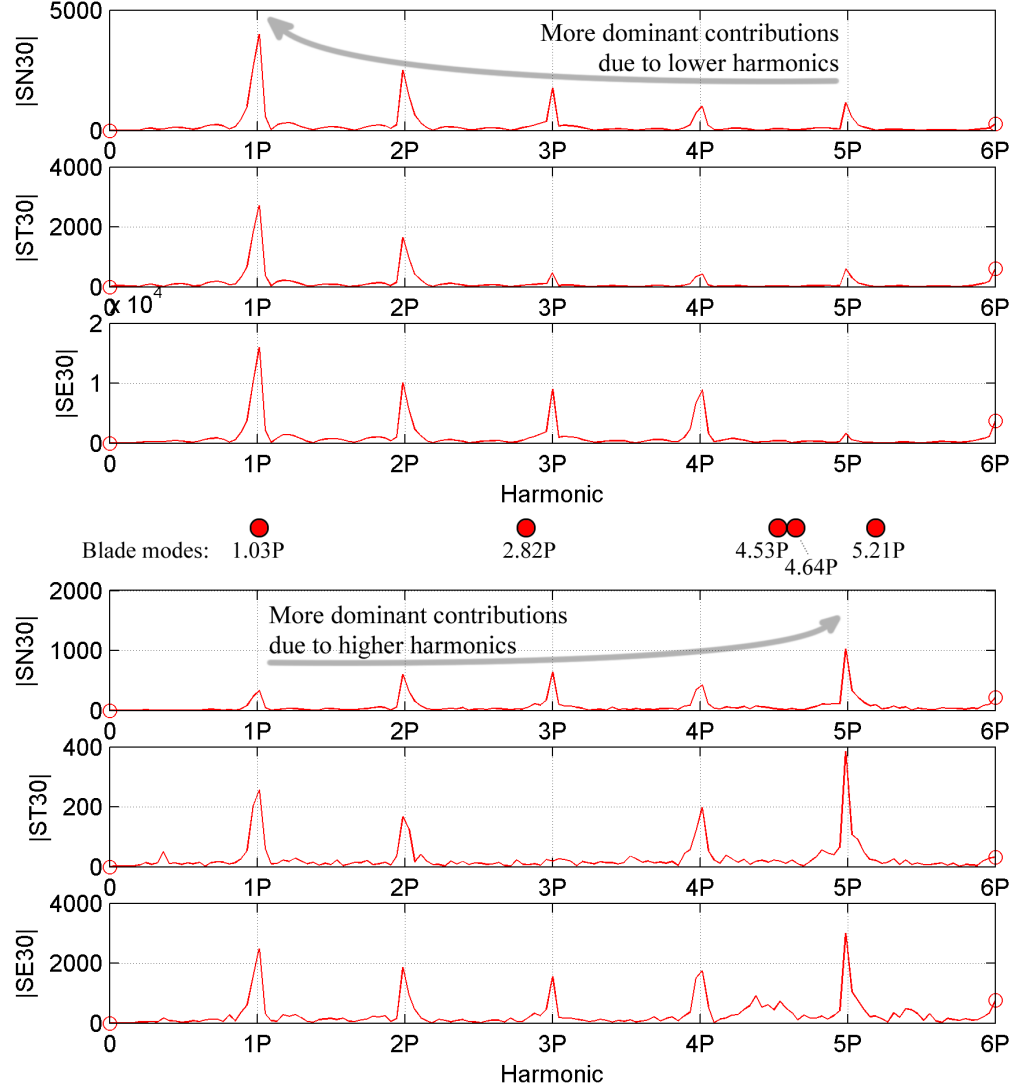 5000
More dominant contributions
due to lower harmonics
|SN30|
0
0 1P 2P 3P 4P 5P 6P
4000
2000
|ST30|
0
0 1P 2P 3P 4P 5P 6P
x 10^4
2
1
|SE30|
0
0 1P 2P 3P 4P 5P 6P
Harmonic
Blade modes: 1.03P 2.82P 4.53P 5.21P
4.64P
2000
More dominant contributions
due to higher harmonics
1000
|SN30|
0
0 1P 2P 3P 4P 5P 6P
400
200
|ST30|
0
0 1P 2P 3P 4P 5P 6P
4000
2000
|SE30|
0
0 1P 2P 3P 4P 5P 6P
Harmonic